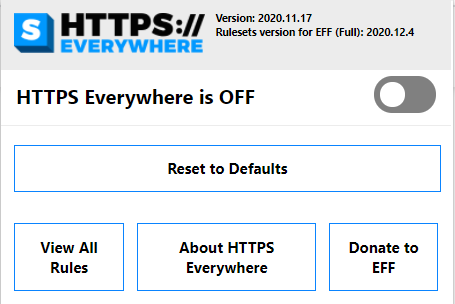 S HTTPS://
EVERYWHERE
Version: 2020.11.17
Rulesets version for EFF (Full): 2020.12.4
HTTPS Everywhere is OFF
Reset to Defaults
View All
Rules
About HTTPS
Everywhere
Donate to
EFF